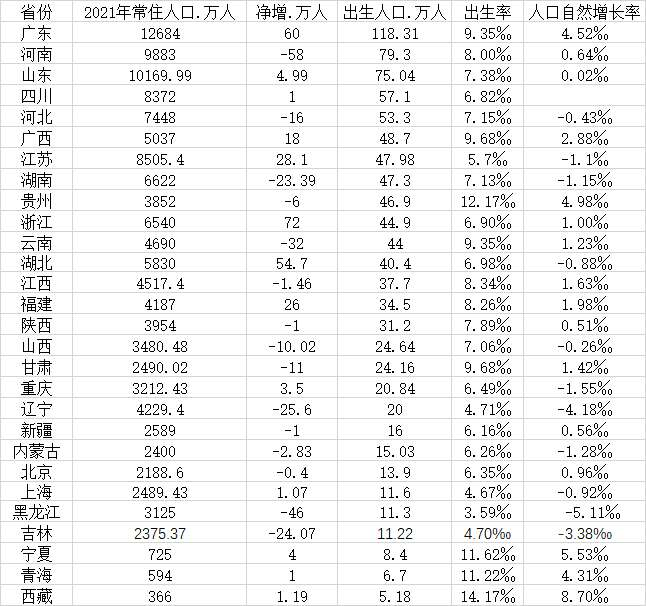 省份 2021年常住人口.万人 净增.万人 出生人口.万人 出生率 人口自然增长率
广东 12684 60 118.31 9.35‰ 4.52‰
河南 9883 -58 79.3 8.00‰ 0.64‰
山东 10169.99 4.99 75.04 7.38‰ 0.02‰
四川 8372 1 57.1 6.82‰
河北 7448 -16 53.3 7.15‰ -0.43‰
广西 5037 18 48.7 9.68‰ 2.88‰
江苏 8505.4 28.1 47.98 5.7‰ -1.1‰
湖南 6622 -23.39 47.3 7.13‰ -1.15‰
贵州 3852 -6 46.9 12.17‰ 4.98‰
浙江 6540 72 44.9 6.90‰ 1.00‰
云南 4690 -32 44 9.35‰ 1.23‰
湖北 5830 54.7 40.4 6.98‰ -0.88‰
江西 4517.4 -1.46 37.7 8.34‰ 1.63‰
福建 4187 26 34.5 8.26‰ 1.98‰
陕西 3954 -1 31.2 7.89‰ 0.51‰
山西 3480.48 -10.02 24.64 7.06‰ -0.26‰
甘肃 2490.02 -11 24.16 9.68‰ 1.42‰
重庆 3212.43 3.5 20.84 6.49‰ -1.55‰
辽宁 4229.4 -25.6 20 4.71‰ -4.18‰
新疆 2589 -1 16 6.16‰ 0.56‰
内蒙古 2400 -2.83 15.03 6.26‰ -1.28‰
北京 2188.6 -0.4 13.9 6.35‰ 0.96‰
上海 2489.43 1.07 11.6 4.67‰ -0.92‰
黑龙江 3125 -46 11.3 3.59‰ -5.11‰
吉林 2375.37 -24.07 11.22 4.70‰ -3.38‰
宁夏 725 4 8.4 11.62‰ 5.53‰
青海 594 1 6.7 11.22‰ 4.31‰
西藏 366 1.19 5.18 14.17‰ 8.70‰